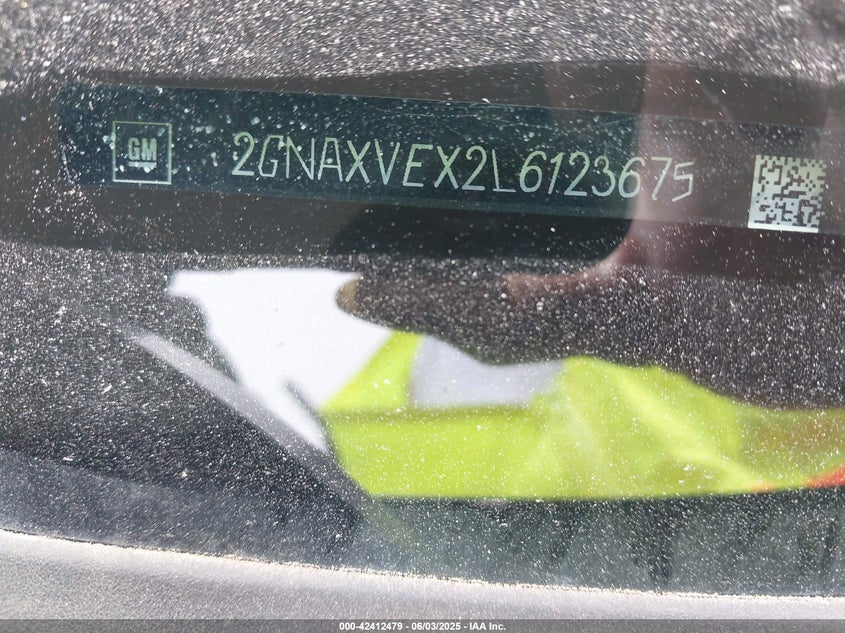 GM 2GNAXVEX2L6123675
000-42412479 - 06/03/2025 - IAA Inc.